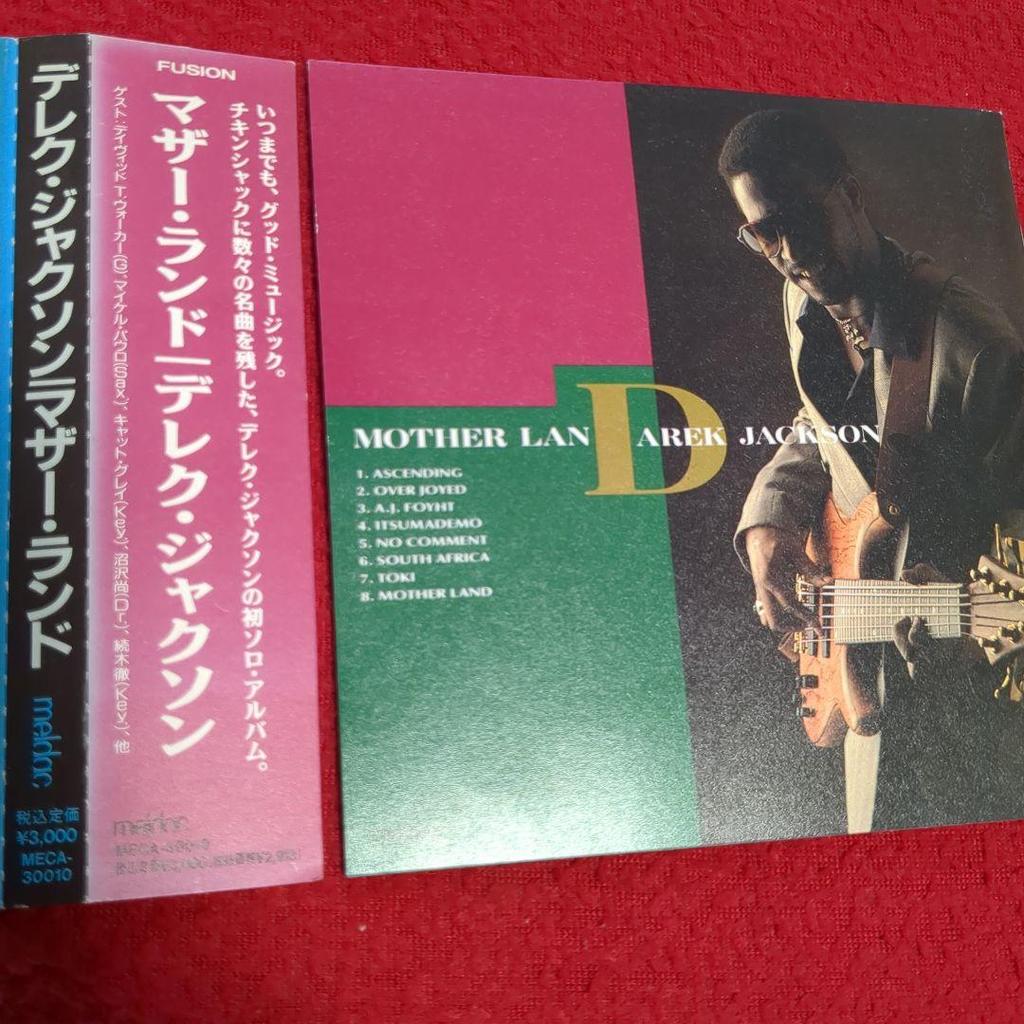 デレク・ジャクソン/マザー・ランド
meldac
税込定価
¥3,000
MECA-
30010
FUSION
いつまでも、グッド・ミュージック。
チキンシャックに数々の名曲を残した、デレク・ジャクソンの初ソロ・アルバム。
マザー・ランド/デレク・ジャクソン
ゲスト:デイヴィッド T.ウォーカー(G)、マイケル・パウロ(Sax)、キャット・グレイ(Key)、沼沢尚(Dr)、続木徹(Key)、他
meldac
MOTHER LAN D AREK JACKSON
1. ASCENDING
2. OVER JOYED
3. A.J. FOYHT
4. ITSUMADEMO
5. NO COMMENT
6. SOUTH AFRICA
7. TOKI
8. MOTHER LAND